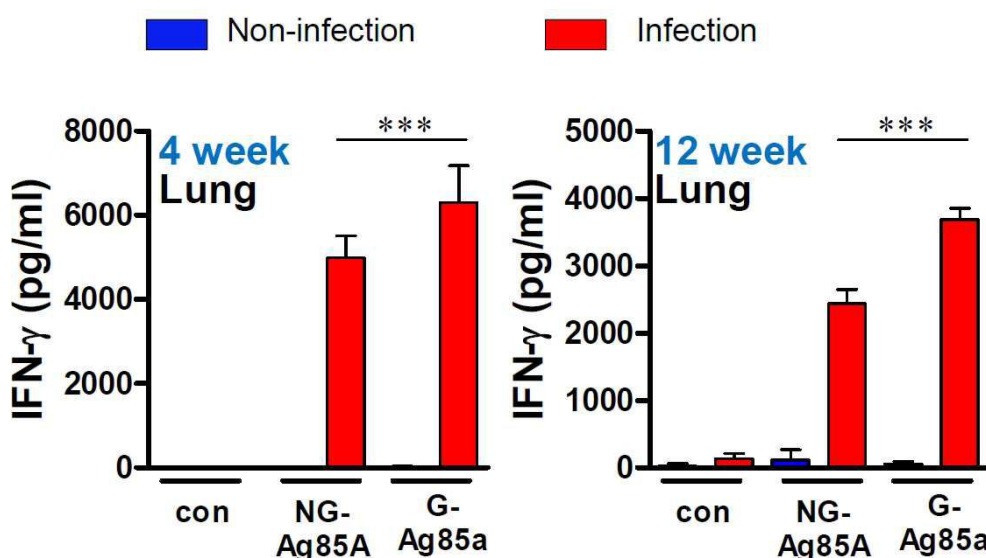 Non-infection
Infection
8000
6000
4000
2000
0
IFN-γ (pg/ml)
4 week
Lung
***
con
NG-
Ag85A
G-
Ag85a
5000
4000
3000
2000
1000
0
IFN-γ (pg/ml)
12 week
Lung
***
con
NG-
Ag85A
G-
Ag85a